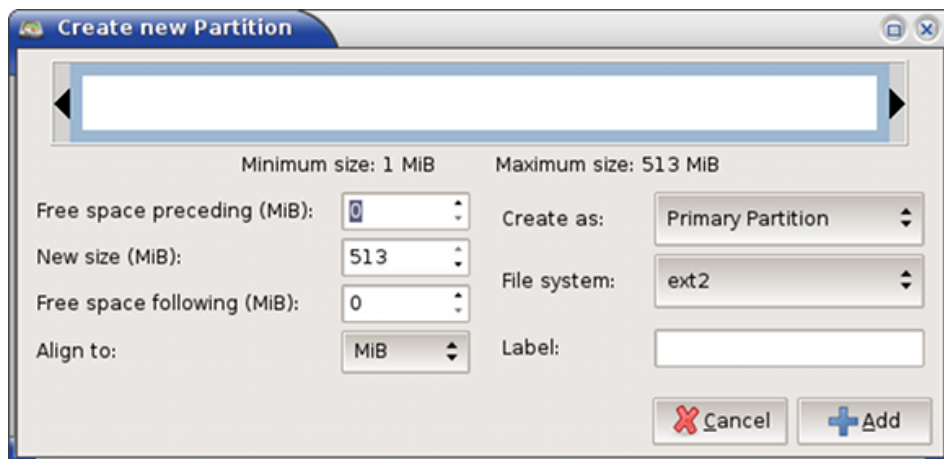 Create new Partition
Minimum size: 1 MiB Maximum size: 513 MiB
Free space preceding (MiB): 0
Create as: Primary Partition
New size (MiB): 513
File system: ext2
Free space following (MiB): 0
Align to: MiB
Label:
Cancel Add